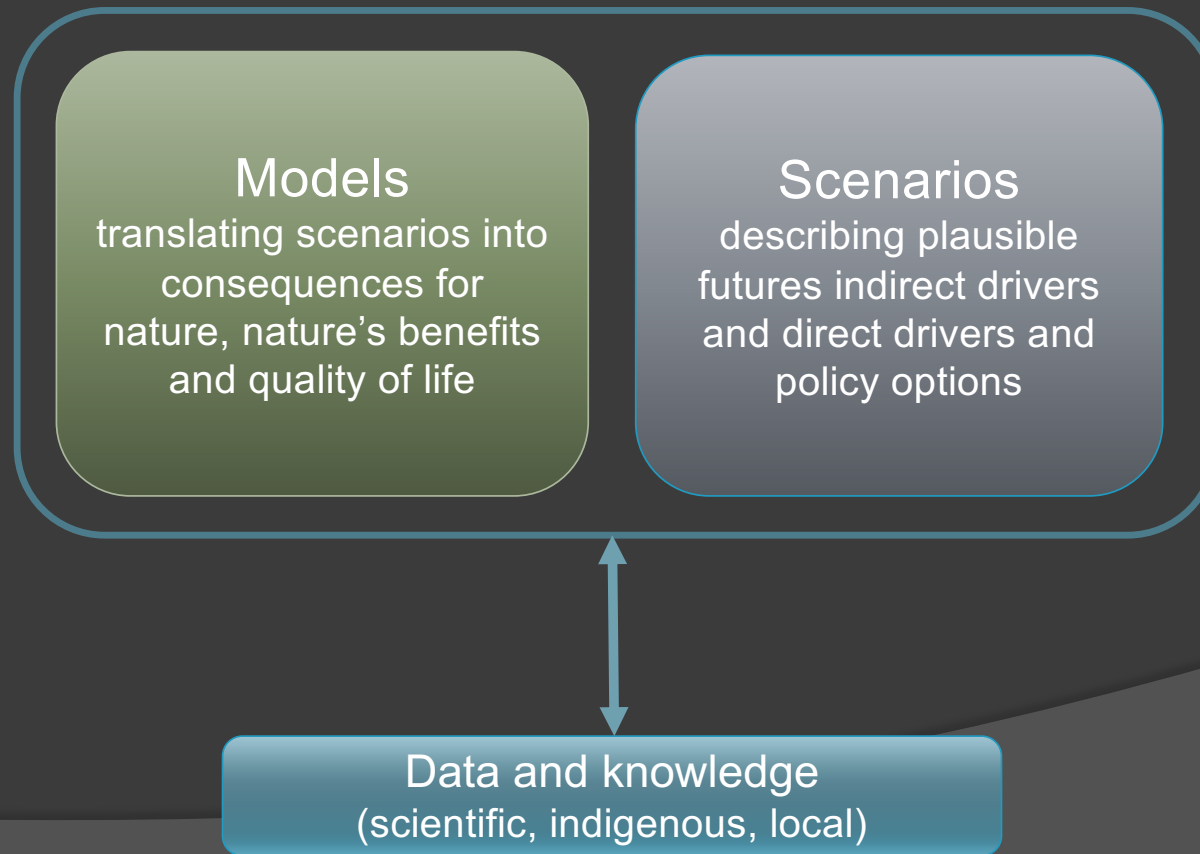 Models
translating scenarios into
consequences for
nature, nature’s benefits
and quality of life
Scenarios
describing plausible
futures indirect drivers
and direct drivers and
policy options
Data and knowledge
(scientific, indigenous, local)